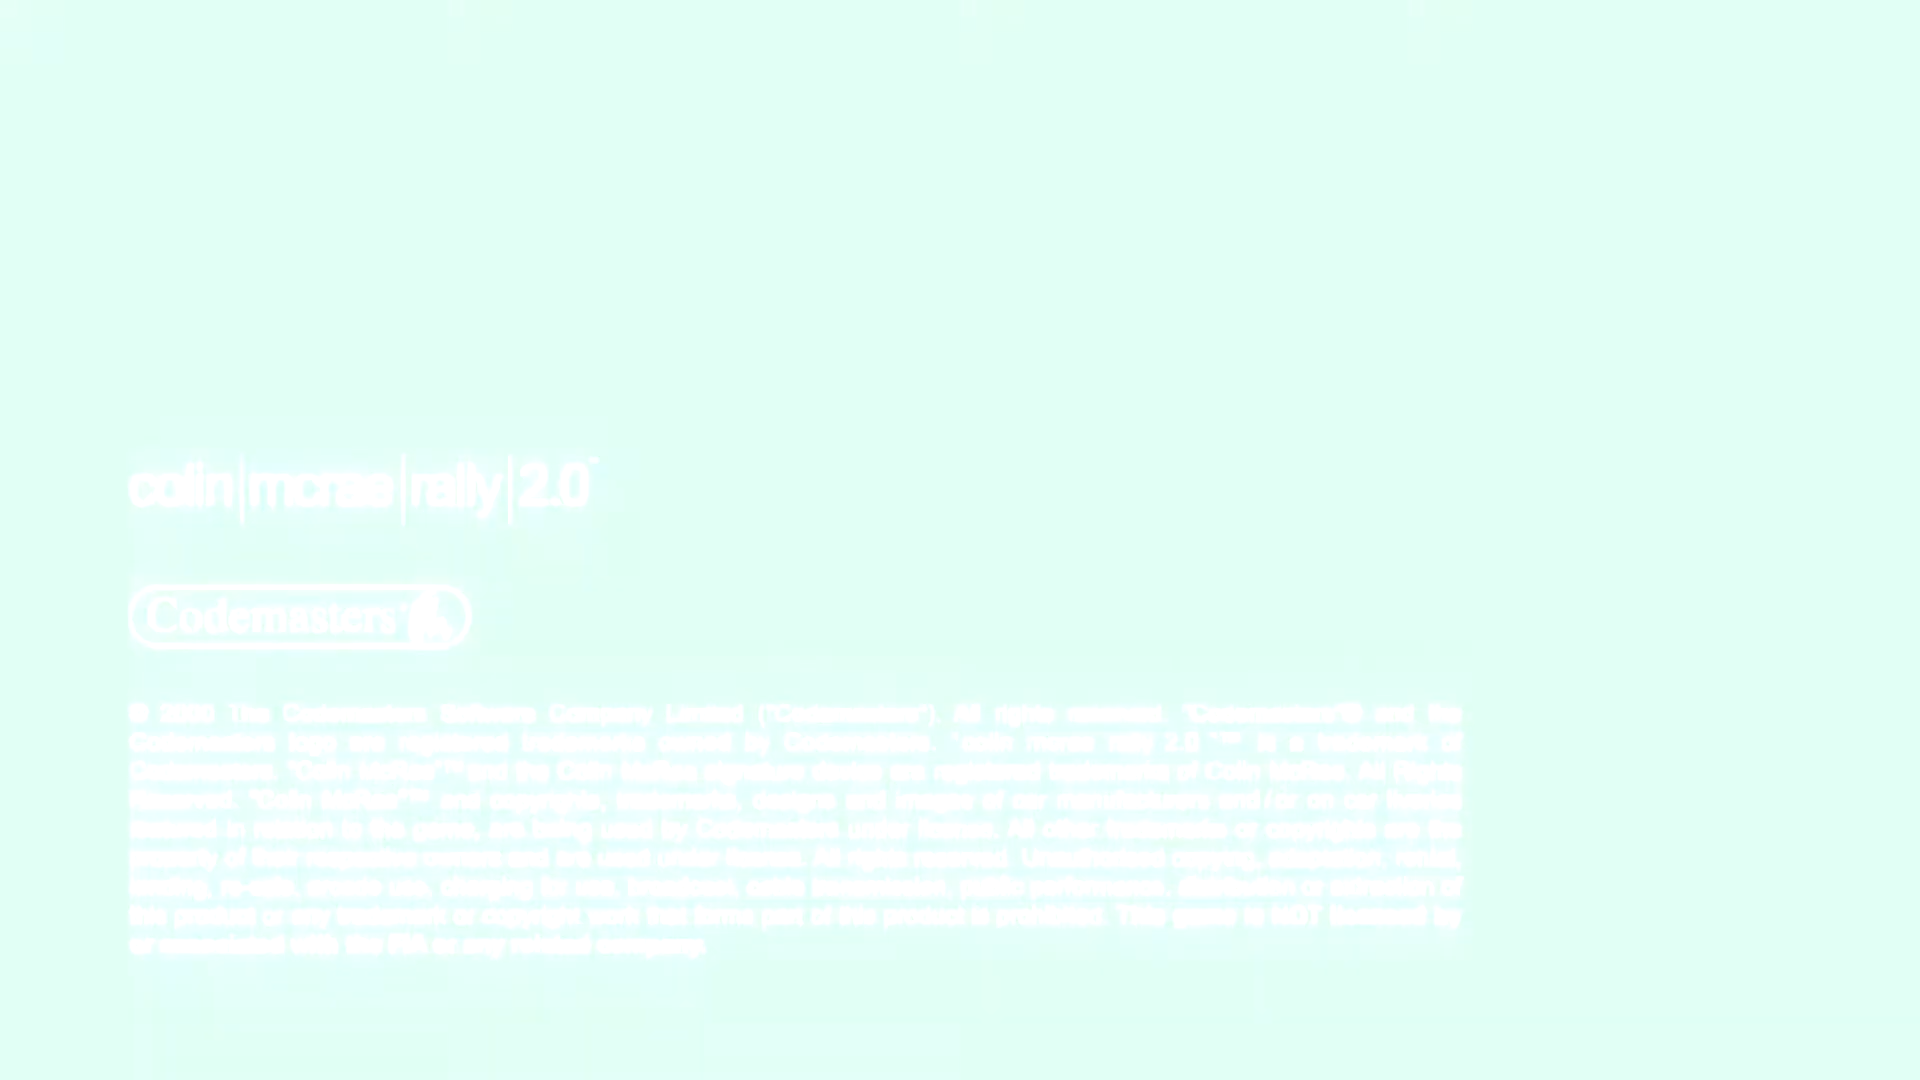 colin|mcrae|rally|2.0™
Codemasters®
© 2000 The Codemasters Software Company Limited ("Codemasters"). All rights reserved. "Codemasters"® and the
Codemasters logo are registered trademarks owned by Codemasters. "colin mcrae rally 2.0"™ is a trademark of
Codemasters. "Colin McRae"™ and the Colin McRae signature device are registered trademarks of Colin McRae. All Rights
Reserved. "Colin McRae"™ and copyrights, trademarks, designs and images of car manufacturers and/or on car liveried
featured in relation to the game, are being used by Codemasters under license. All other trademarks or copyrights are the
property of their respective owners and are used under license. All rights reserved. Unauthorised copying, adaptation, rental,
lending, re-sale, arcade use, charging for use, broadcast, cable transmission, public performance, distribution or extraction of
this product or any trademark or copyright work that forms part of this product is prohibited. This game is NOT licensed by
or associated with the FIA or any related company.